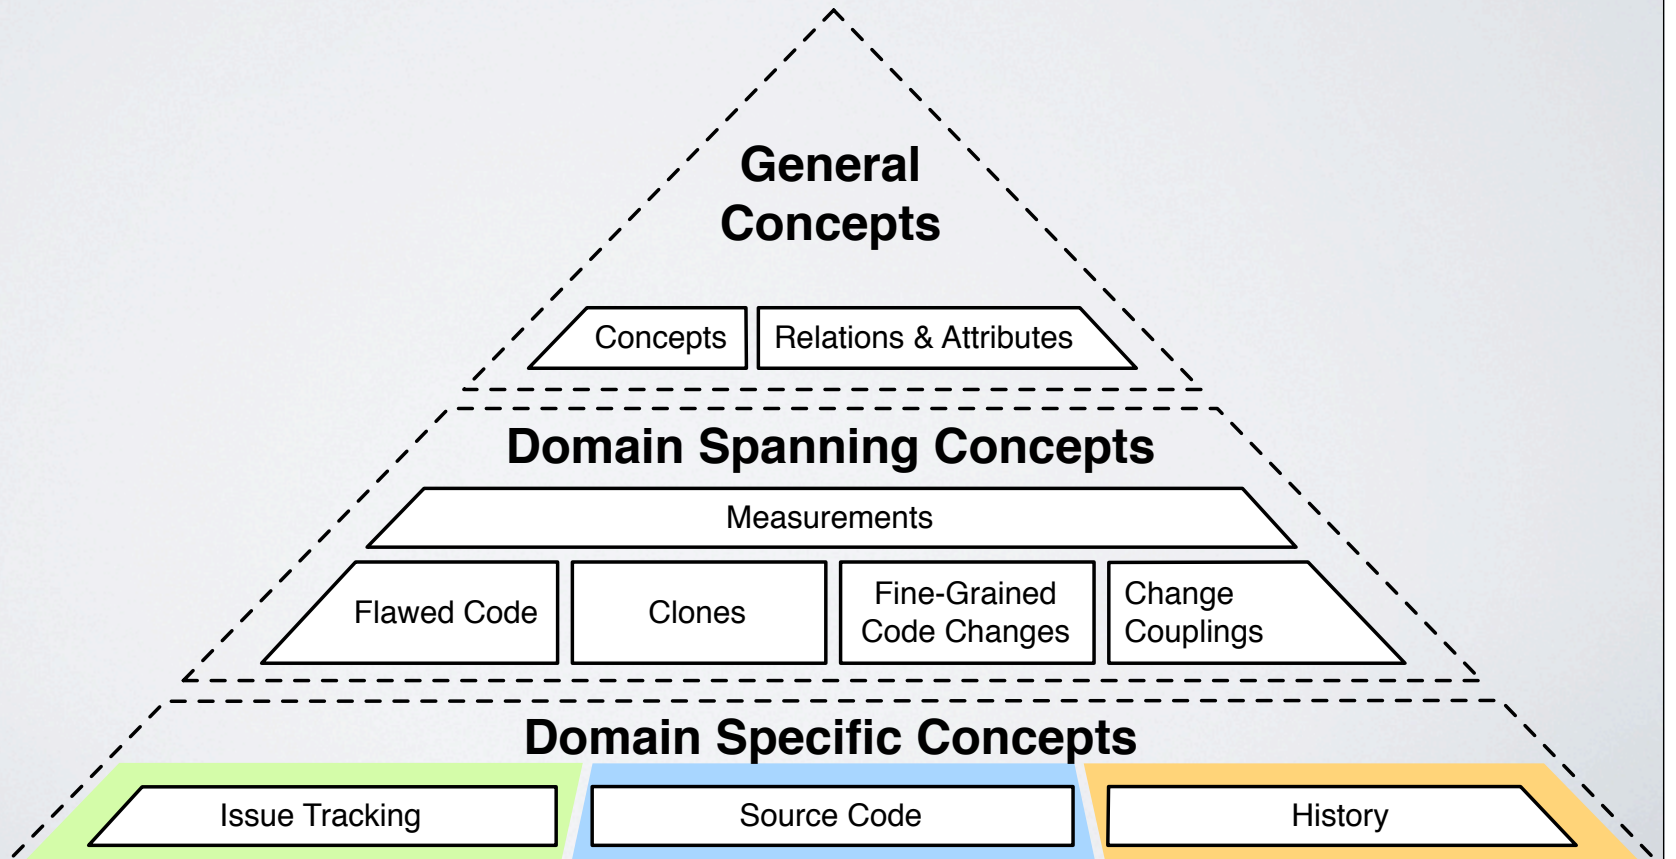 General
Concepts
Concepts
Relations & Attributes
Domain Spanning Concepts
Measurements
Flawed Code
Clones
Fine-Grained
Code Changes
Change
Couplings
Domain Specific Concepts
Issue Tracking
Source Code
History